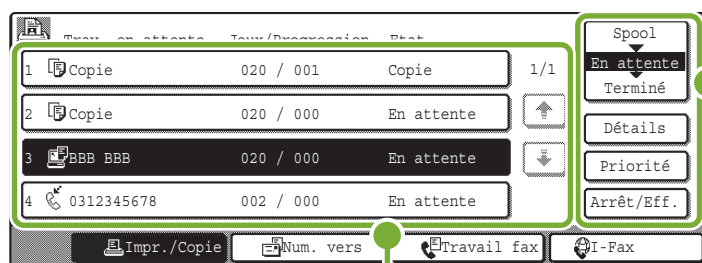 Trav. en attente Jeux/Progression Etat
1 Copie 020 / 001 Copie
2 Copie 020 / 000 En attente
3 BBB BBB 020 / 000 En attente
4 0312345678 002 / 000 En attente
1/1
Spool
En attente
Terminé
Détails
Priorité
Arrêt/Eff.
Impr./Copie Num. vers Travail fax I-Fax